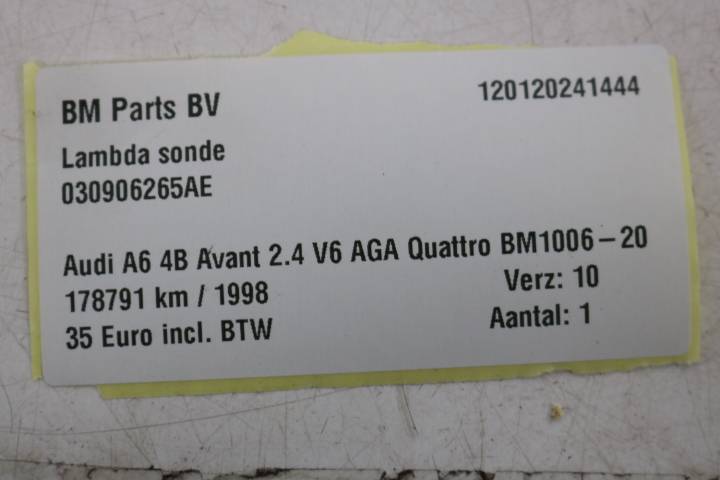 BM Parts BV 120120241444
Lambda sonde
030906265AE
Audi A6 4B Avant 2.4 V6 AGA Quattro BM1006-20
178791 km / 1998 Verz: 10
35 Euro incl. BTW Aantal: 1